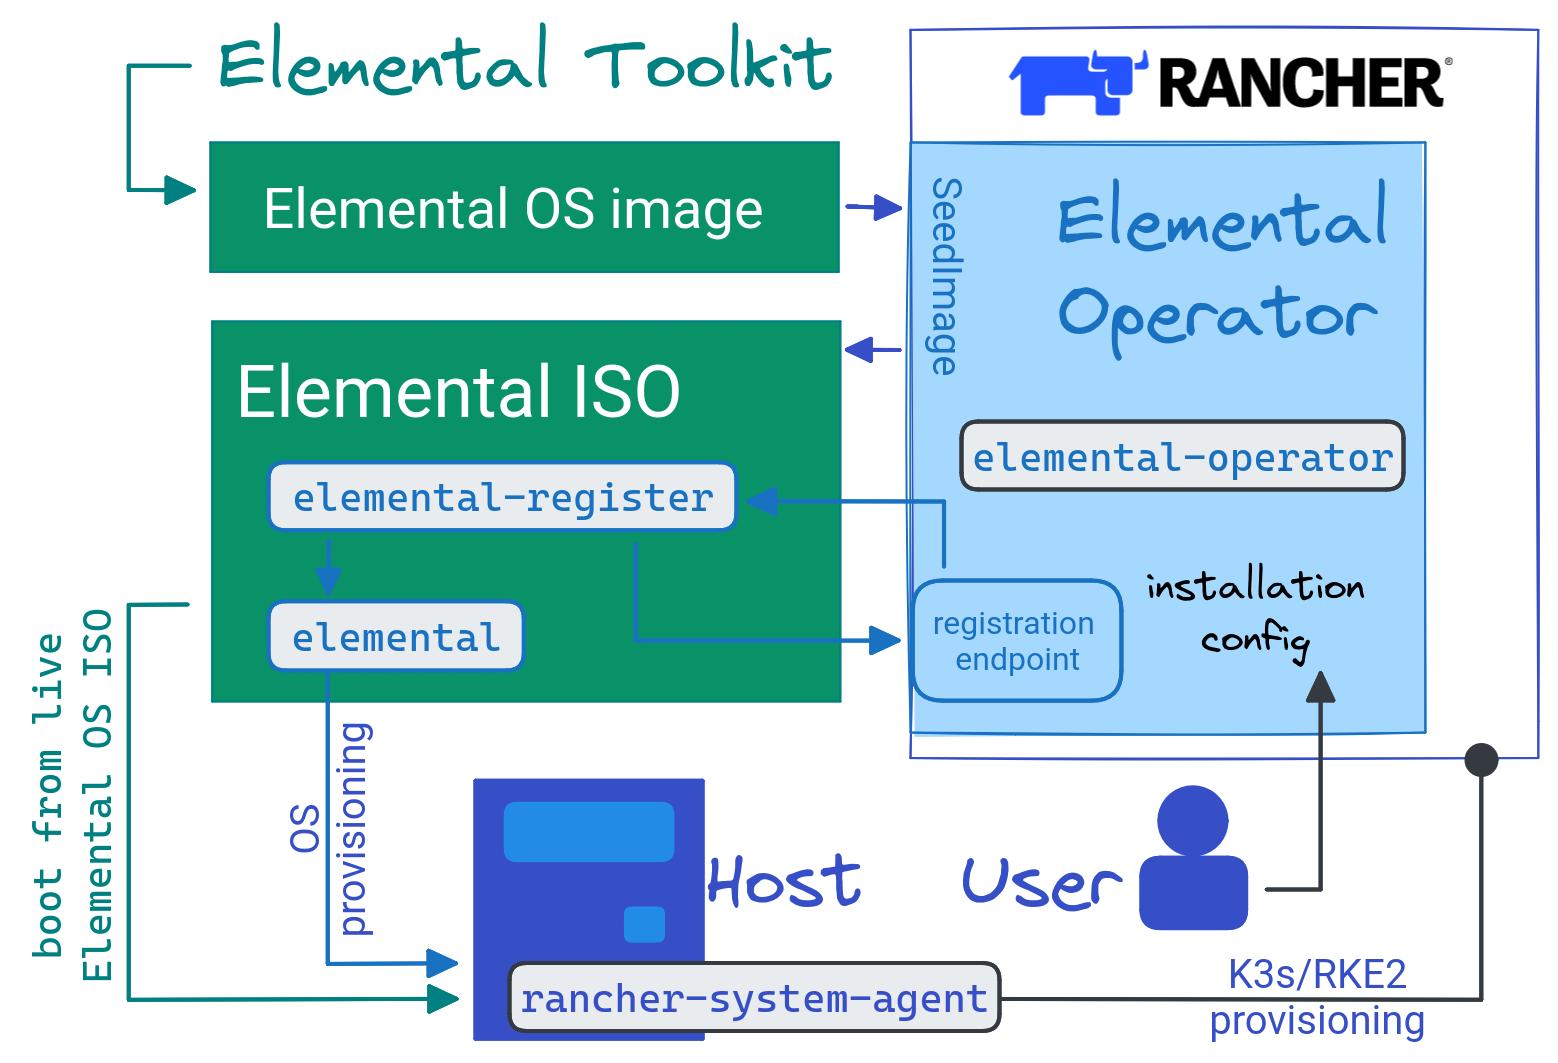 Elemental Toolkit
RANCHER®
Elemental OS image
SeedImage
Elemental
Operator
Elemental ISO
elemental-operator
elemental-register
elemental
registration
endpoint
installation
config
boot from live
Elemental OS ISO
OS
provisioning
Host
User
rancher-system-agent
K3s/RKE2
provisioning